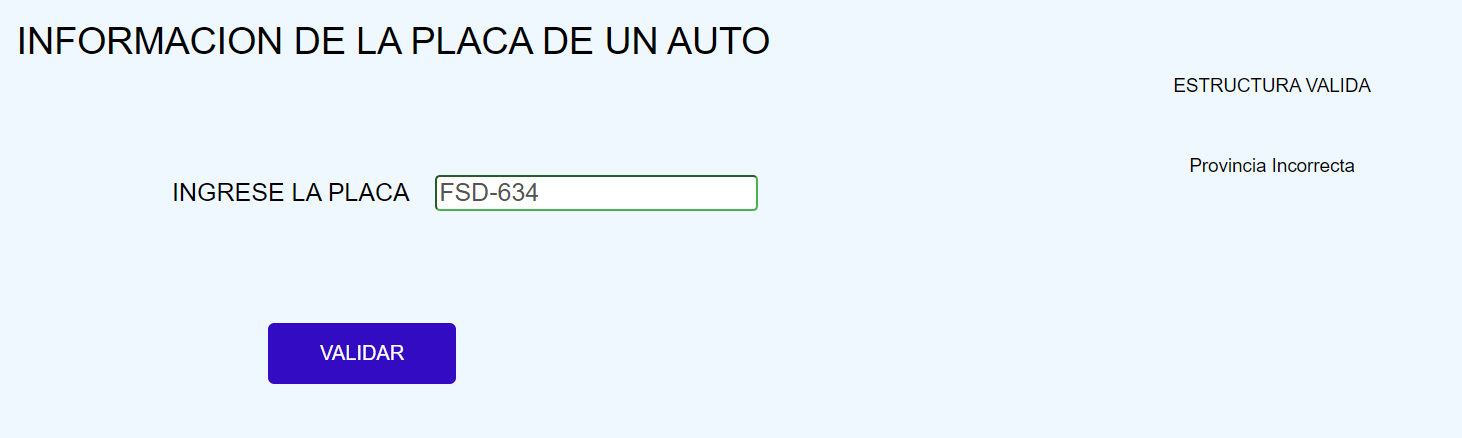 INFORMACION DE LA PLACA DE UN AUTO
ESTRUCTURA VALIDA
Provincia Incorrecta
INGRESE LA PLACA FSD-634
VALIDAR